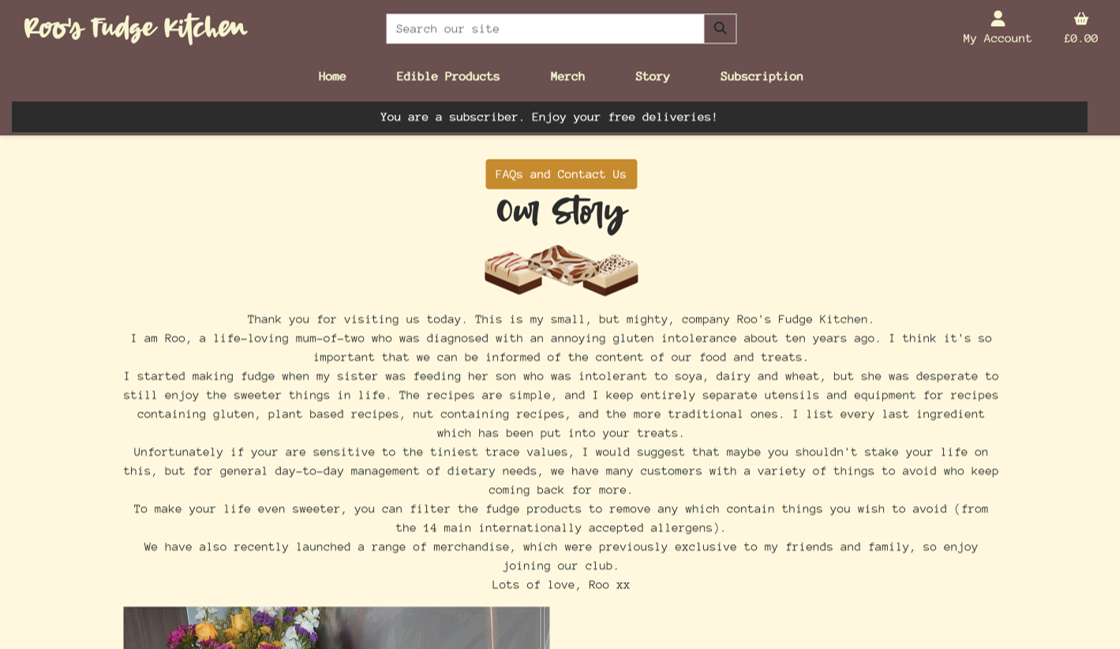 Roo's Fudge Kitchen
Search our site
My Account
£0.00
Home
Edible Products
Merch
Story
Subscription
You are a subscriber. Enjoy your free deliveries!
FAQs and Contact Us
Our Story
Thank you for visiting us today. This is my small, but mighty, company Roo's Fudge Kitchen.
I am Roo, a life-loving mum-of-two who was diagnosed with an annoying gluten intolerance about ten years ago. I think it's so
important that we can be informed of the content of our food and treats.
I started making fudge when my sister was feeding her son who was intolerant to soya, dairy and wheat, but she was desperate to
still enjoy the sweeter things in life. The recipes are simple, and I keep entirely separate utensils and equipment for recipes
containing gluten, plant based recipes, nut containing recipes, and the more traditional ones. I list every last ingredient
which has been put into your treats.
Unfortunately if your are sensitive to the tiniest trace values, I would suggest that maybe you shouldn't stake your life on
this, but for general day-to-day management of dietary needs, we have many customers with a variety of things to avoid who keep
coming back for more.
To make your life even sweeter, you can filter the fudge products to remove any which contain things you wish to avoid (from
the 14 main internationally accepted allergens).
We have also recently launched a range of merchandise, which were previously exclusive to my friends and family, so enjoy
joining our club.
Lots of love, Roo xx